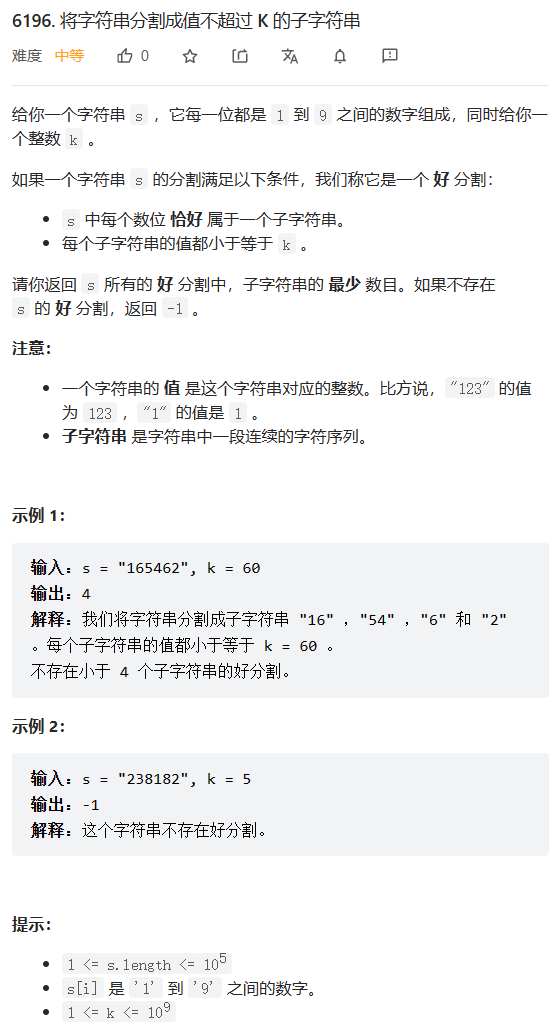 6196. 将字符串分割成值不超过 K 的子字符串
难度 中等 0
给你一个字符串 s ，它每一位都是 1 到 9 之间的数字组成，同时给你一
个整数 k 。
如果一个字符串 s 的分割满足以下条件，我们称它是一个 好 分割：
• s 中每个数位 恰好 属于一个子字符串。
• 每个子字符串的值都小于等于 k 。
请你返回 s 所有的 好 分割中，子字符串的 最少 数目。如果不存在
s 的 好 分割，返回 -1 。
注意：
• 一个字符串的 值 是这个字符串对应的整数。比方说，"123" 的值
为 123 ，"1" 的值是 1 。
• 子字符串 是字符串中一段连续的字符序列。
示例 1：
输入：s = "165462", k = 60
输出：4
解释：我们将字符串分割成子字符串 "16" ，"54" ，"6" 和 "2"
。每个子字符串的值都小于等于 k = 60 。
不存在小于 4 个子字符串的好分割。
示例 2：
输入：s = "238182", k = 5
输出：-1
解释：这个字符串不存在好分割。
提示：
• 1 <= s.length <= 10⁵
• s[i] 是 '1' 到 '9' 之间的数字。
• 1 <= k <= 10⁹